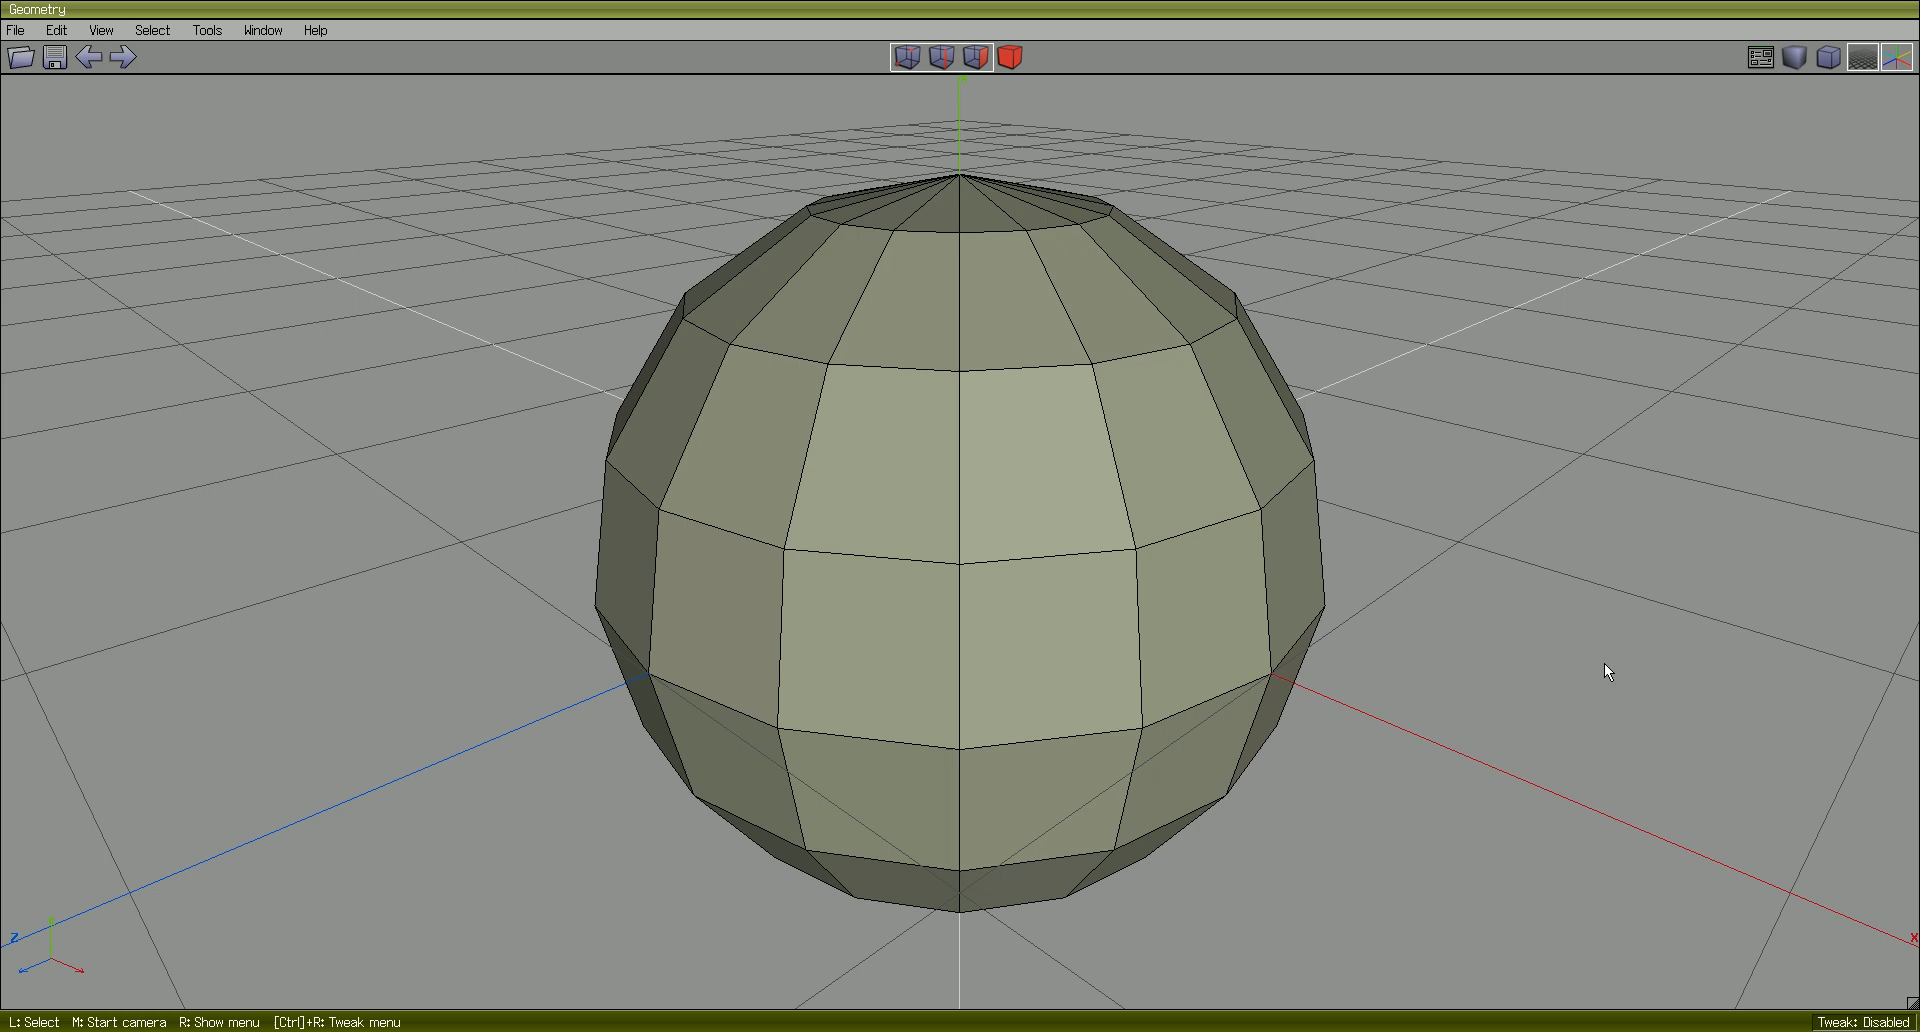 Geometry
File Edit View Select Tools Window Help
Z
X
L: Select M: Start camera R: Show menu [Ctrl]+R: Tweak menu
Tweak: Disabled